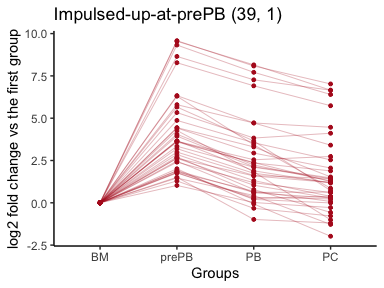 Impulsed-up-at-prePB (39, 1)
log2 fold change vs the first group
10.0
7.5
5.0
2.5
0.0
-2.5
BM
prePB
PB
PC
Groups